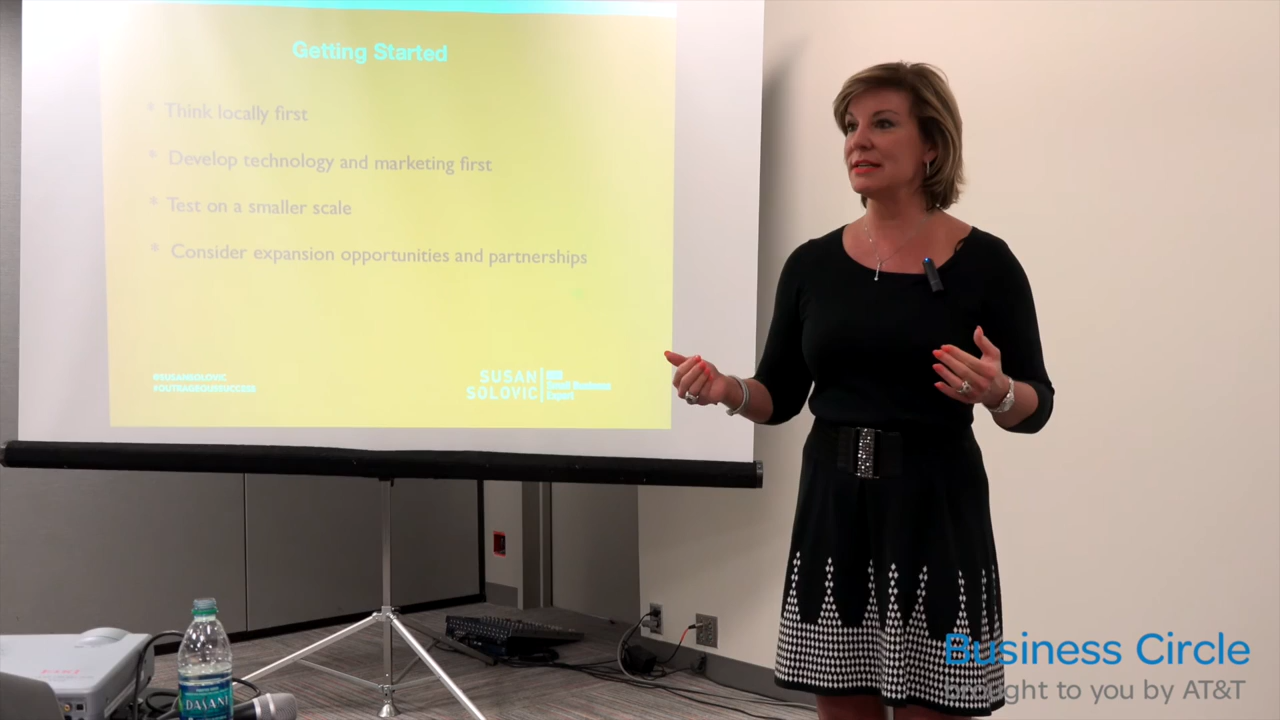 Getting Started
* Think locally first
* Develop technology and marketing first
* Test on a smaller scale
* Consider expansion opportunities and partnerships
@SUSANSOLOVIC
#OUTRAGEOUSSUCCESS
SUSAN
SOLOVIC
Small Business
Expert
DASANI
Business Circle
brought to you by AT&T